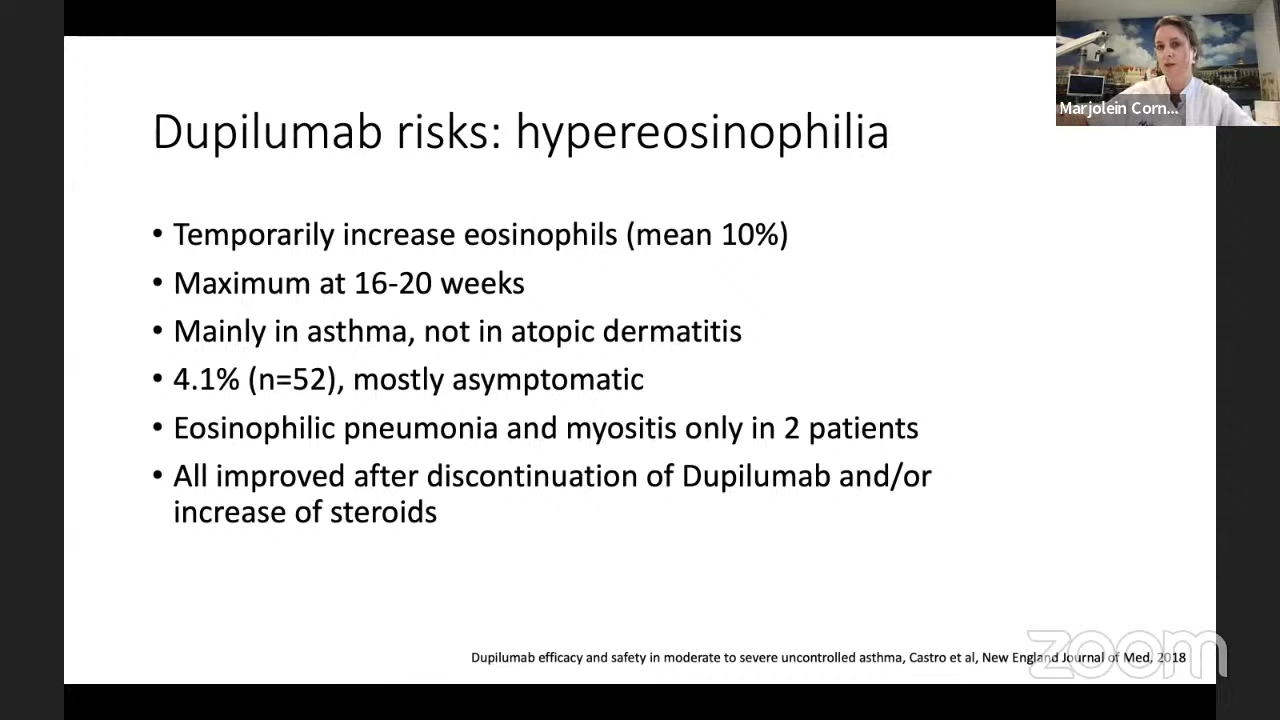 Marjolein Corn...
Dupilumab risks: hypereosinophilia
• Temporarily increase eosinophils (mean 10%)
• Maximum at 16-20 weeks
• Mainly in asthma, not in atopic dermatitis
• 4.1% (n=52), mostly asymptomatic
• Eosinophilic pneumonia and myositis only in 2 patients
• All improved after discontinuation of Dupilumab and/or
increase of steroids
zoom
Dupilumab efficacy and safety in moderate to severe uncontrolled asthma, Castro et al, New England Journal of Med, 2018